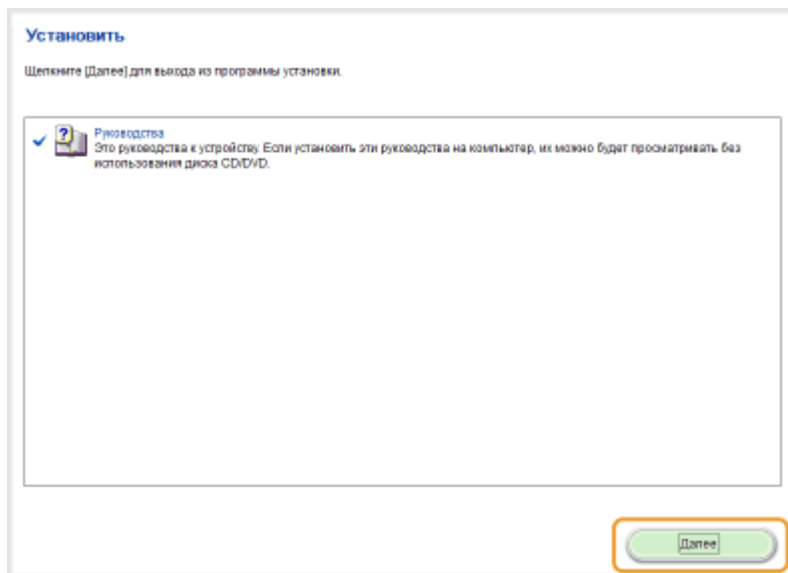 Установить
Щелкните [Далее] для выхода из программы установки.
Руководства
Это руководства к устройству. Если установить эти руководства на компьютер, их можно будет просматривать без
использования диска CD/DVD.
Далее